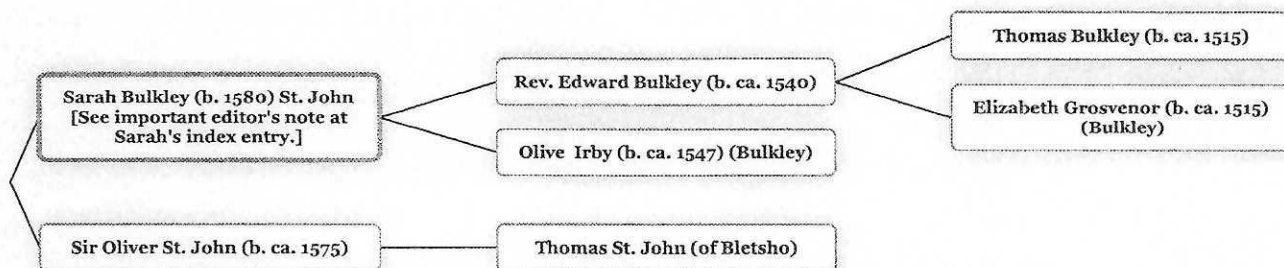 Thomas Bulkley (b. ca. 1515)
Sarah Bulkley (b. 1580) St. John
[See important editor's note at
Sarah's index entry.]
Rev. Edward Bulkley (b. ca. 1540)
Elizabeth Grosvenor (b. ca. 1515)
(Bulkley)
Olive Irby (b. ca. 1547) (Bulkley)
Sir Oliver St. John (b. ca. 1575)
Thomas St. John (of Bletsho)